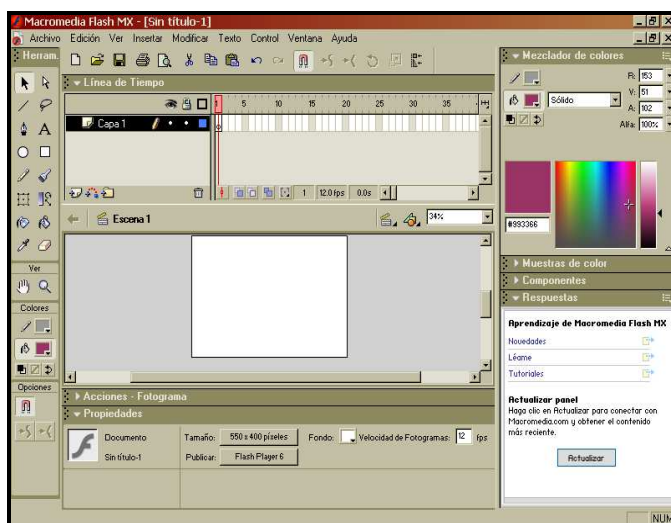 Macromedia Flash MX - [Sin título-1]
Archivo Edición Ver Insertar Modificar Texto Control Ventana Ayuda
Herram.
Línea de Tiempo
1 5 10 15 20 25 30 35
Capa 1
1 12.0 fps 0.0s
Escena 1
34%
Ver
Colores
Opciones
Acciones - Fotograma
Propiedades
Documento
Sin título-1
Tamaño: 550 x 400 píxeles
Fondo:
Velocidad de Fotogramas: 12 fps
Publicar: Flash Player 6
Mezclador de colores
R: 153
Sólido
V: 51
A: 102
Alfa: 100%
#993366
Muestras de color
Componentes
Respuestas
Aprendizaje de Macromedia Flash MX
Novedades
Léame
Tutoriales
Actualizar panel
Haga clic en Actualizar para conectar con
Macromedia.com y obtener el contenido
más reciente.
Actualizar
NUM